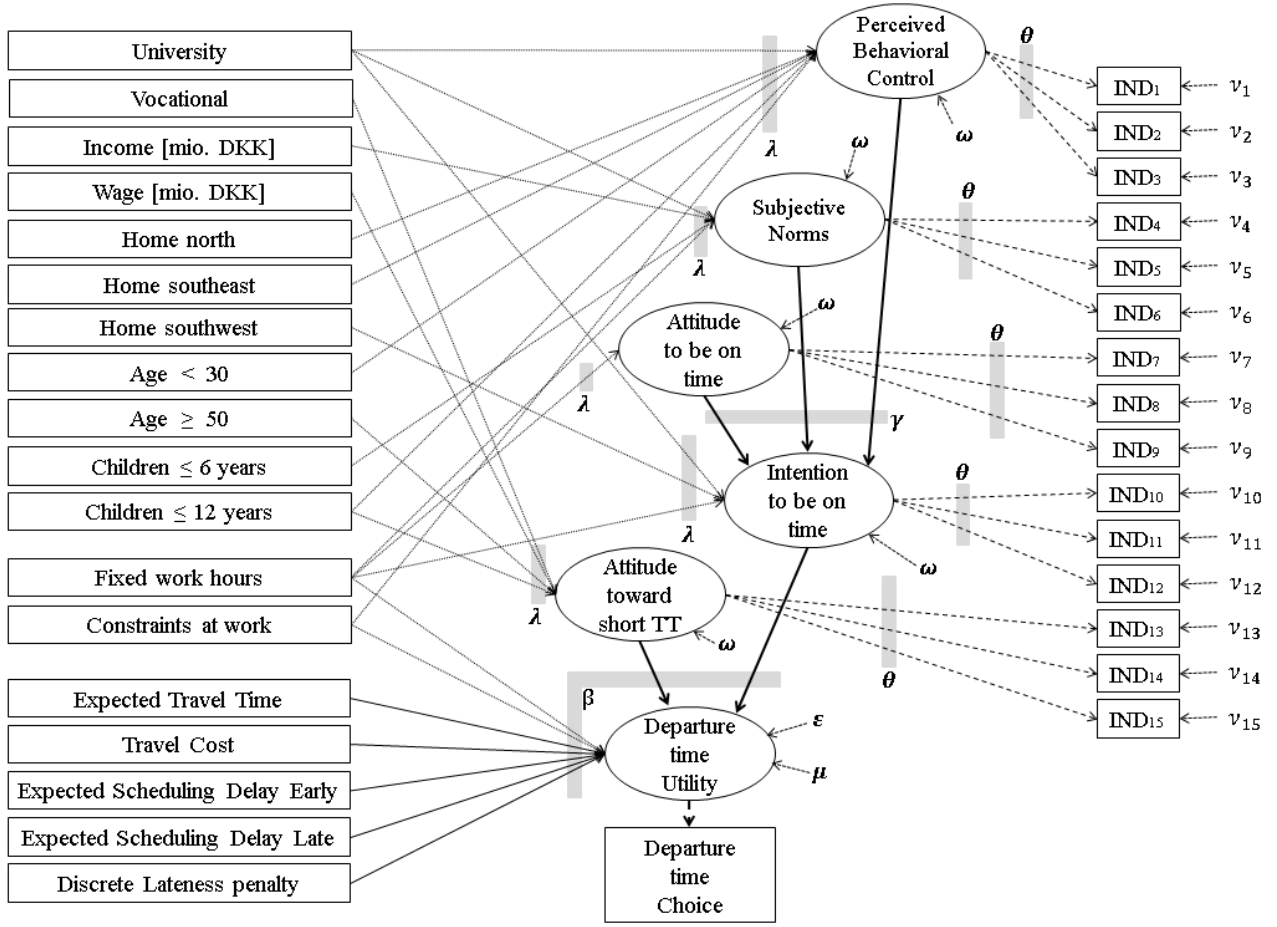 University
Vocational
Income [mio. DKK]
Wage [mio. DKK]
Home north
Home southeast
Home southwest
Age < 30
Age ≥ 50
Children ≤ 6 years
Children ≤ 12 years
Fixed work hours
Constraints at work
Expected Travel Time
Travel Cost
Expected Scheduling Delay Early
Expected Scheduling Delay Late
Discrete Lateness penalty
Perceived
Behavioral
Control
λ
ω
θ
Subjective
Norms
λ
ω
θ
Attitude
to be on
time
λ
ω
θ
γ
Intention
to be on
time
λ
ω
θ
Attitude
toward
short TT
λ
ω
θ
β
Departure
time
Utility
ε
μ
Departure
time
Choice
IND₁ ν₁
IND₂ ν₂
IND₃ ν₃
IND₄ ν₄
IND₅ ν₅
IND₆ ν₆
IND₇ ν₇
IND₈ ν₈
IND₉ ν₉
IND₁₀ ν₁₀
IND₁₁ ν₁₁
IND₁₂ ν₁₂
IND₁₃ ν₁₃
IND₁₄ ν₁₄
IND₁₅ ν₁₅